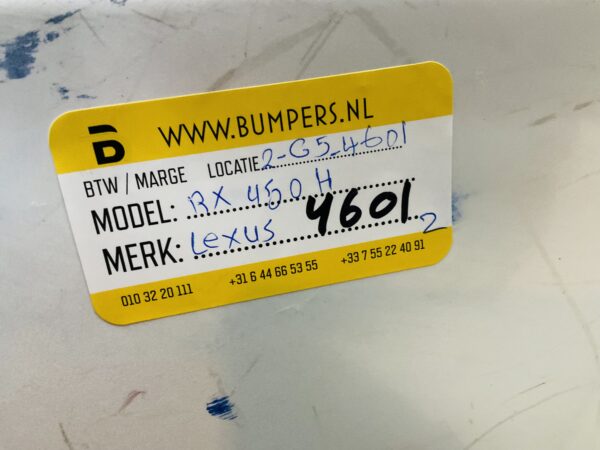 WWW.BUMPERS.NL
BTW / MARGE LOCATIE 2-G5-4601
MODEL: RX 450H
MERK: Lexus 4601 2
010 32 20 111 +31 6 44 66 53 55 +33 7 55 22 40 91